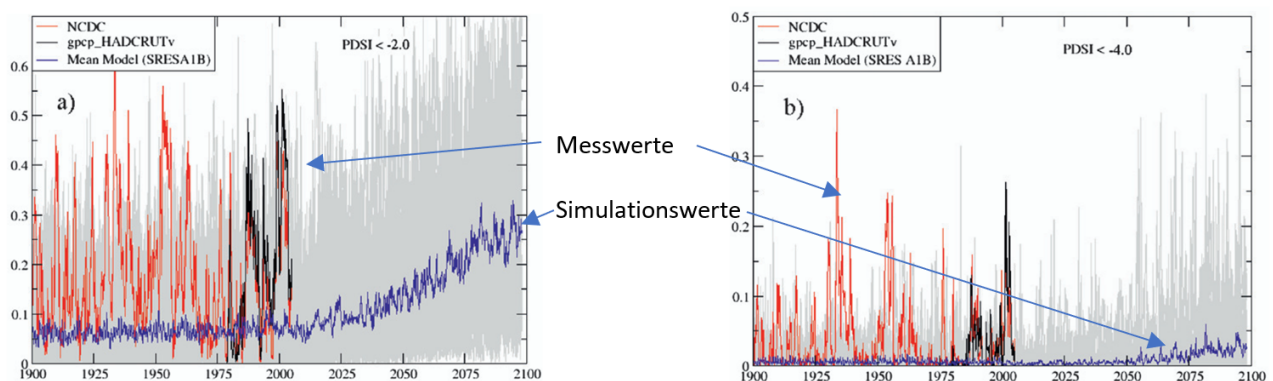 NCDC
gpcp_HADCRUTv
Mean Model (SRESA1B)
PDSI < -2.0
a)
0.6
0.5
0.4
0.3
0.2
0.1
0
1900 1925 1950 1975 2000 2025 2050 2075 2100
Messwerte
Simulationswerte
NCDC
gpcp_HADCRUTv
Mean Model (SRES A1B)
PDSI < -4.0
b)
0.5
0.4
0.3
0.2
0.1
0
1900 1925 1950 1975 2000 2025 2050 2075 2100